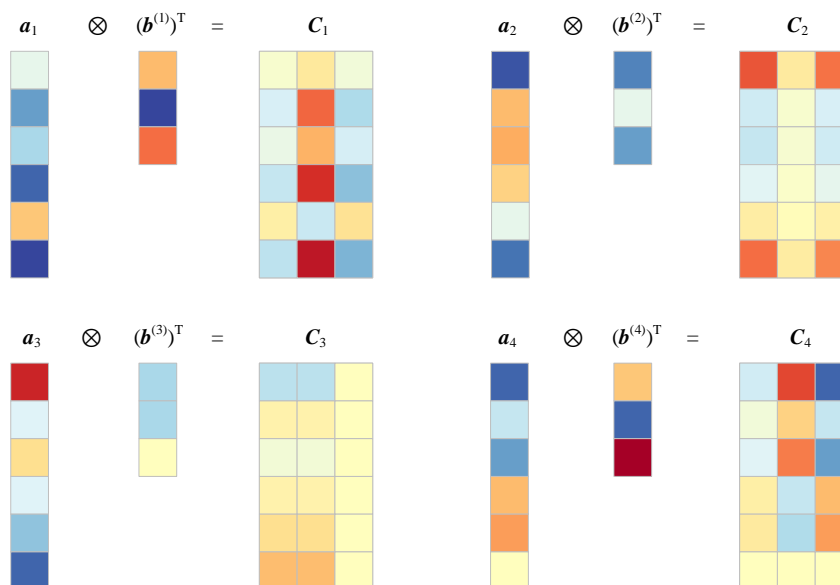 a₁ ⊗ (b⁽¹⁾)ᵀ = C₁
a₂ ⊗ (b⁽²⁾)ᵀ = C₂
a₃ ⊗ (b⁽³⁾)ᵀ = C₃
a₄ ⊗ (b⁽⁴⁾)ᵀ = C₄